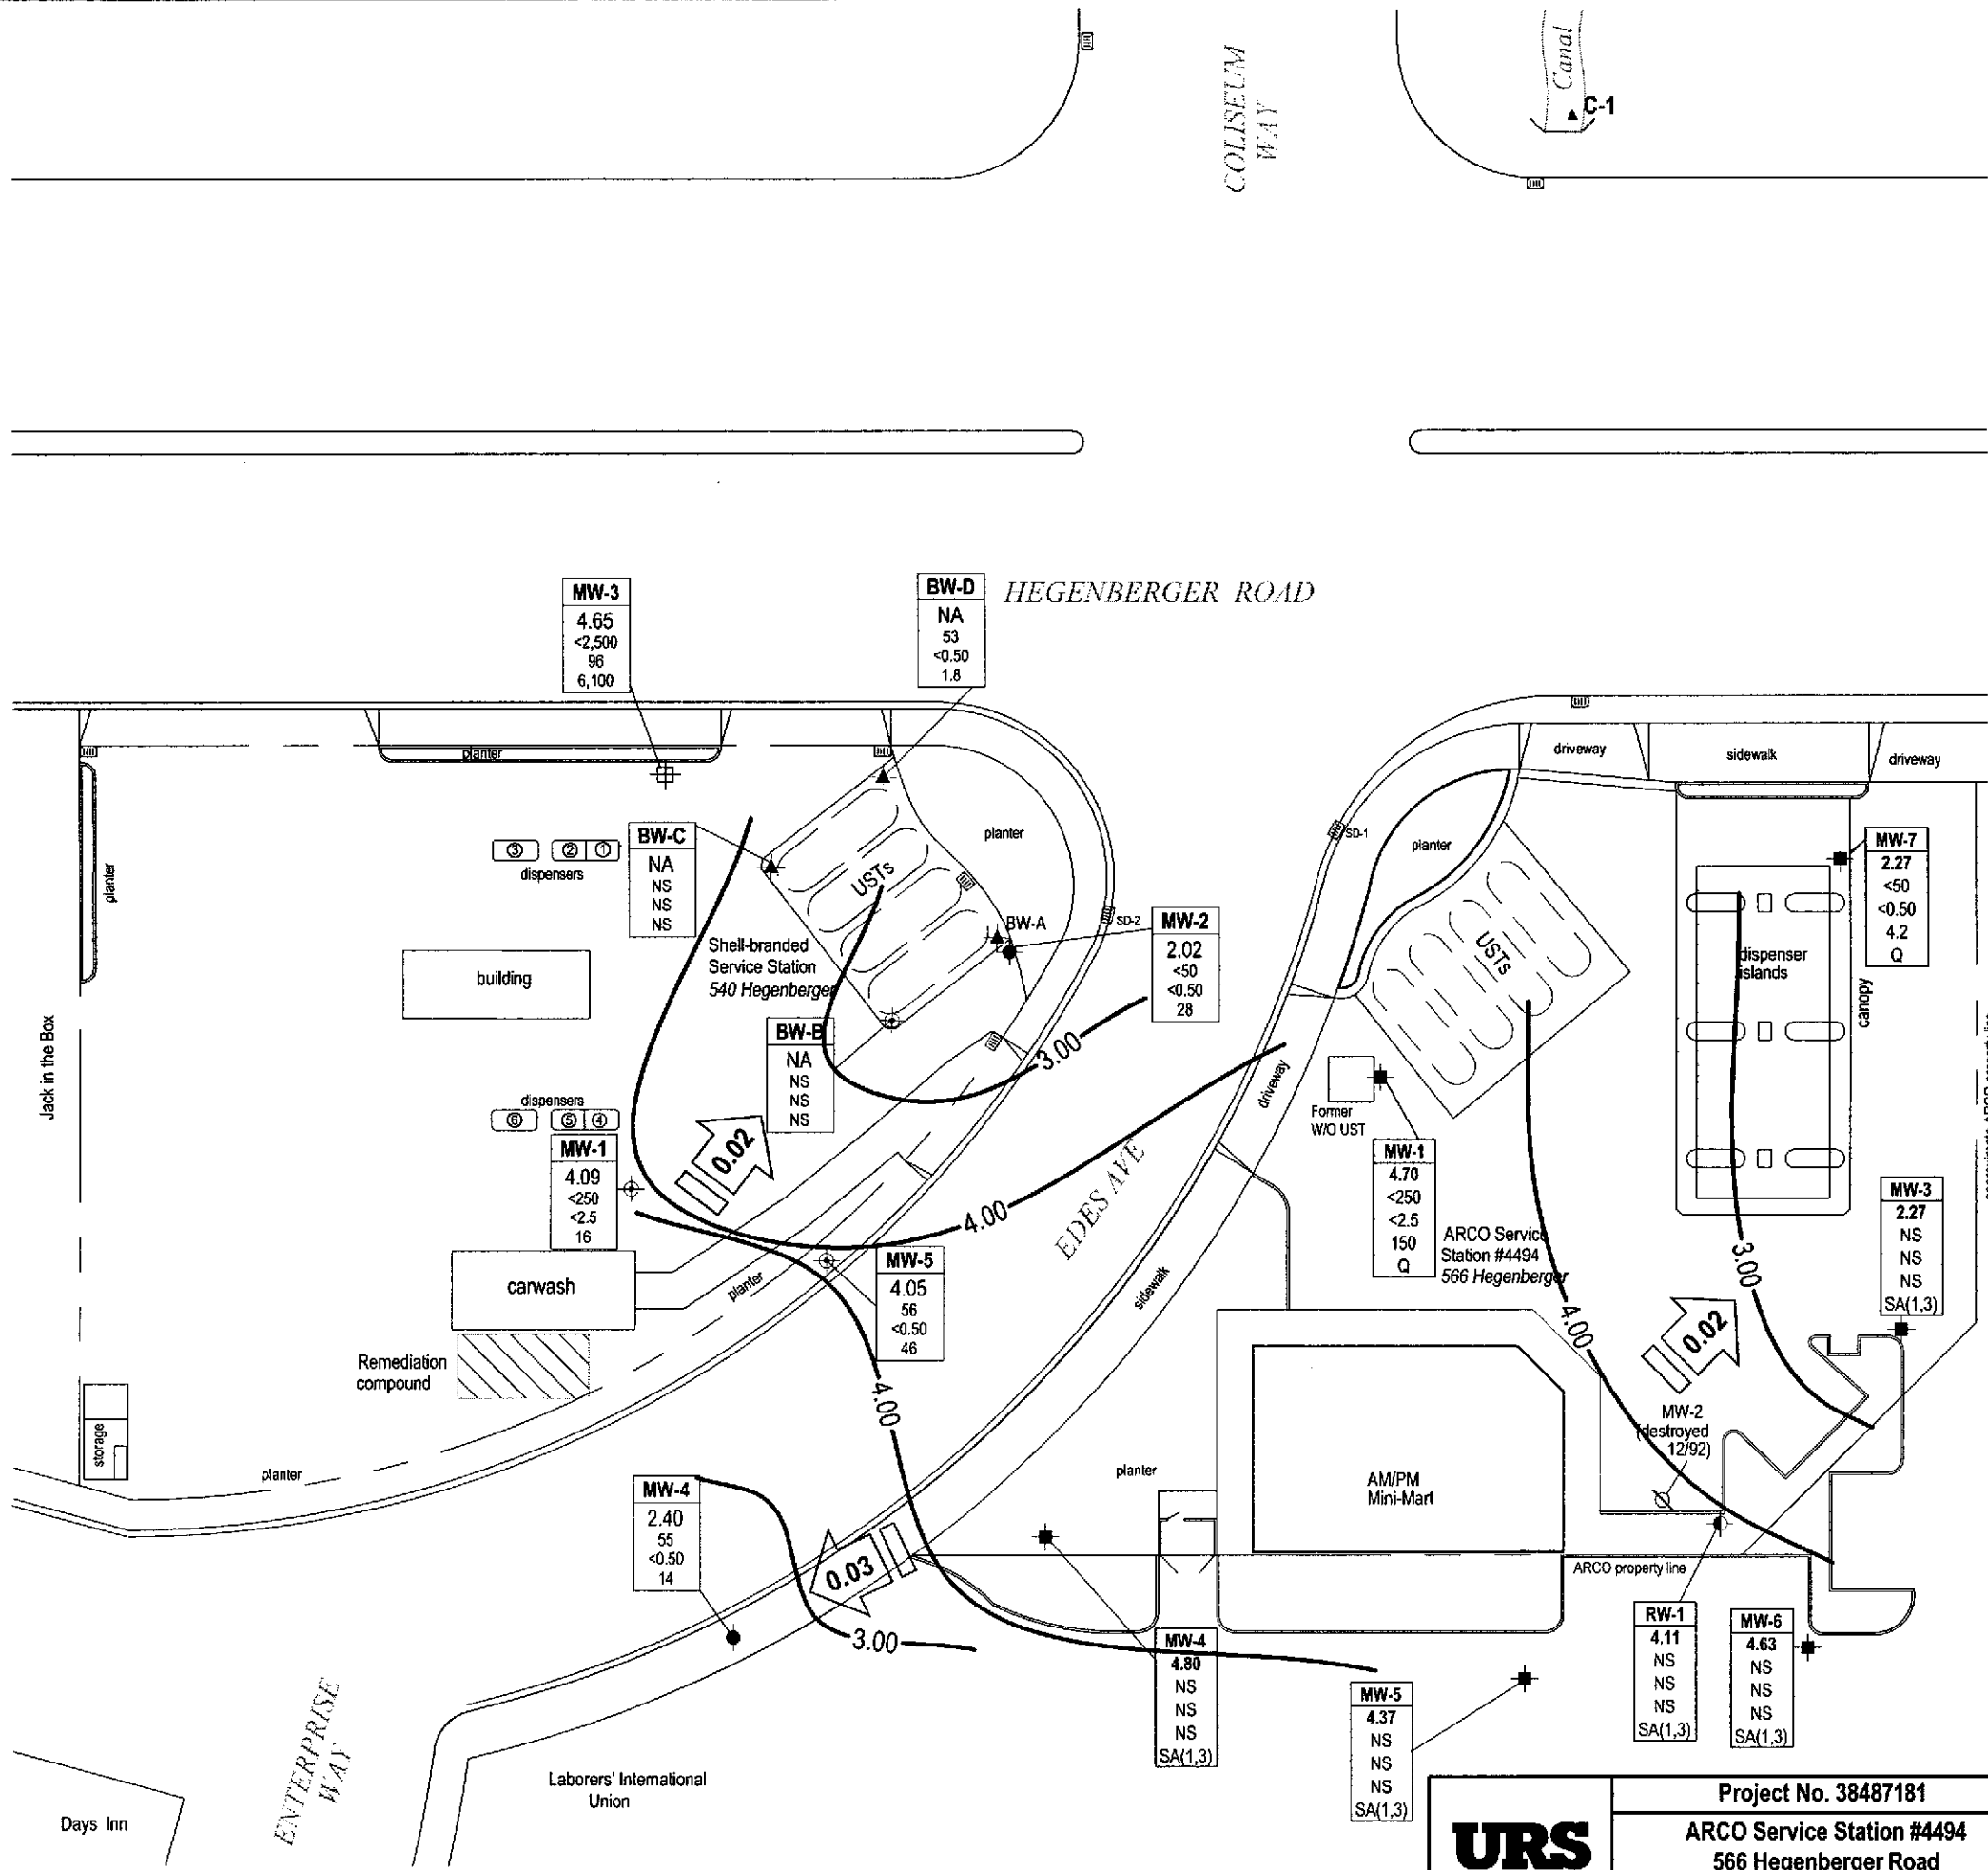 Canal
C-1
COLISEUM
WAY
HEGENBERGER ROAD
MW-3
4.65
<2,500
96
6,100
BW-D
NA
53
<0.50
1.8
planter
planter
driveway
sidewalk
driveway
planter
planter
SD-1
MW-7
2.27
<50
<0.50
4.2
Q
BW-C
NA
NS
NS
NS
3
2
1
dispensers
USTs
BW-A
SD-2
MW-2
2.02
<50
<0.50
28
USTs
dispenser
islands
canopy
building
Shell-branded
Service Station
540 Hegenberger
BW-B
NA
NS
NS
NS
3.00
driveway
Former
W/O UST
Jack in the Box
dispensers
6
5
4
MW-1
4.09
<250
<2.5
16
0.02
4.00
EDES AVE
MW-1
4.70
<250
<2.5
150
Q
ARCO Service
Station #4494
566 Hegenberger
MW-3
2.27
NS
NS
NS
SA(1,3)
3.00
carwash
planter
MW-5
4.05
56
<0.50
46
sidewalk
4.00
0.02
Remediation
compound
4.00
MW-2
(destroyed
12/92)
storage
planter
planter
AM/PM
Mini-Mart
MW-4
2.40
55
<0.50
14
0.03
3.00
ARCO property line
MW-4
4.80
NS
NS
NS
SA(1,3)
RW-1
4.11
NS
NS
NS
SA(1,3)
MW-6
4.63
NS
NS
NS
SA(1,3)
MW-5
4.37
NS
NS
NS
SA(1,3)
ENTERPRISE
WAY
Laborers' International
Union
Days Inn
URS
Project No. 38487181
ARCO Service Station #4494
566 Hegenberger Road